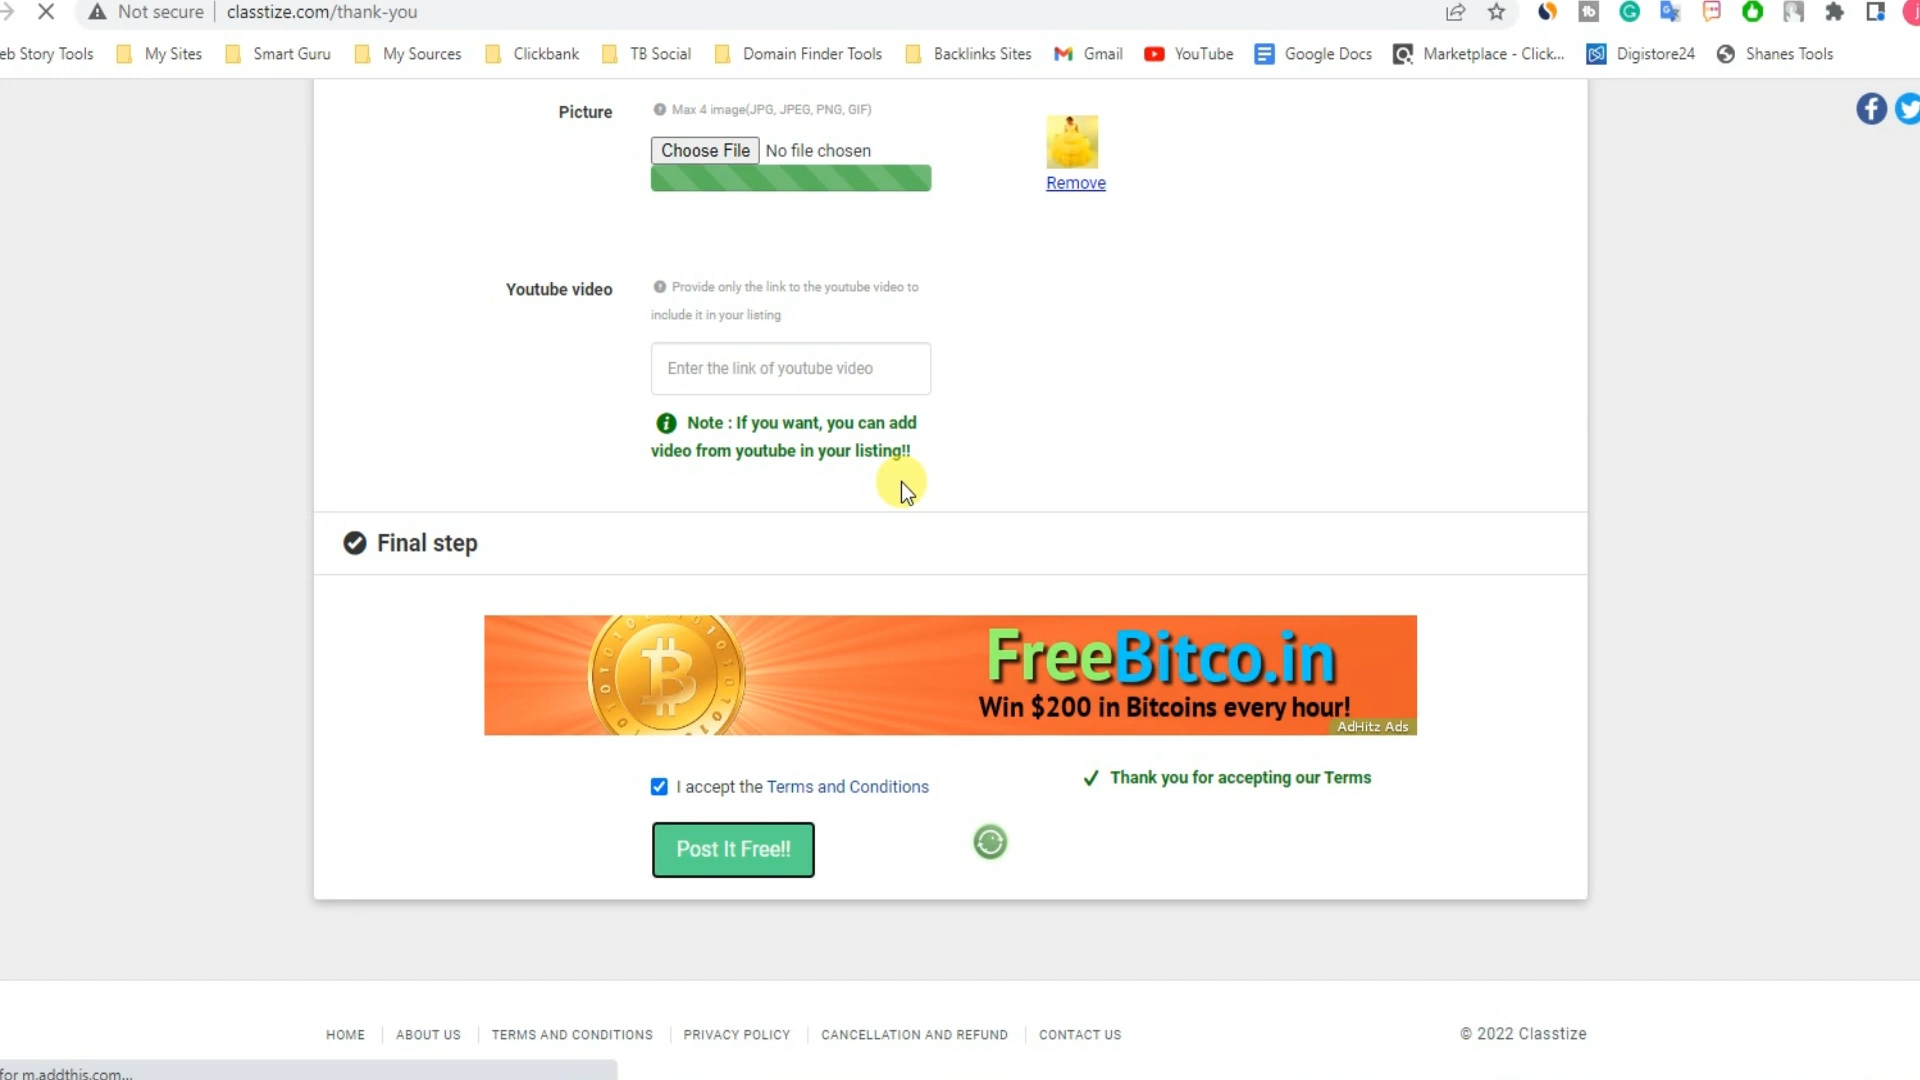 Not secure | classtize.com/thank-you
eb Story Tools My Sites Smart Guru My Sources Clickbank TB Social Domain Finder Tools Backlinks Sites Gmail YouTube Google Docs Marketplace - Click... Digistore24 Shanes Tools
Picture
Max 4 image(JPG, JPEG, PNG, GIF)
Choose File No file chosen
Remove
Youtube video
Provide only the link to the youtube video to
include it in your listing
Enter the link of youtube video
Note : If you want, you can add
video from youtube in your listing!!
Final step
FreeBitco.in
Win $200 in Bitcoins every hour!
AdHitz Ads
I accept the Terms and Conditions
Thank you for accepting our Terms
Post It Free!!
HOME ABOUT US TERMS AND CONDITIONS PRIVACY POLICY CANCELLATION AND REFUND CONTACT US
© 2022 Classtize
for m.addthis.com...